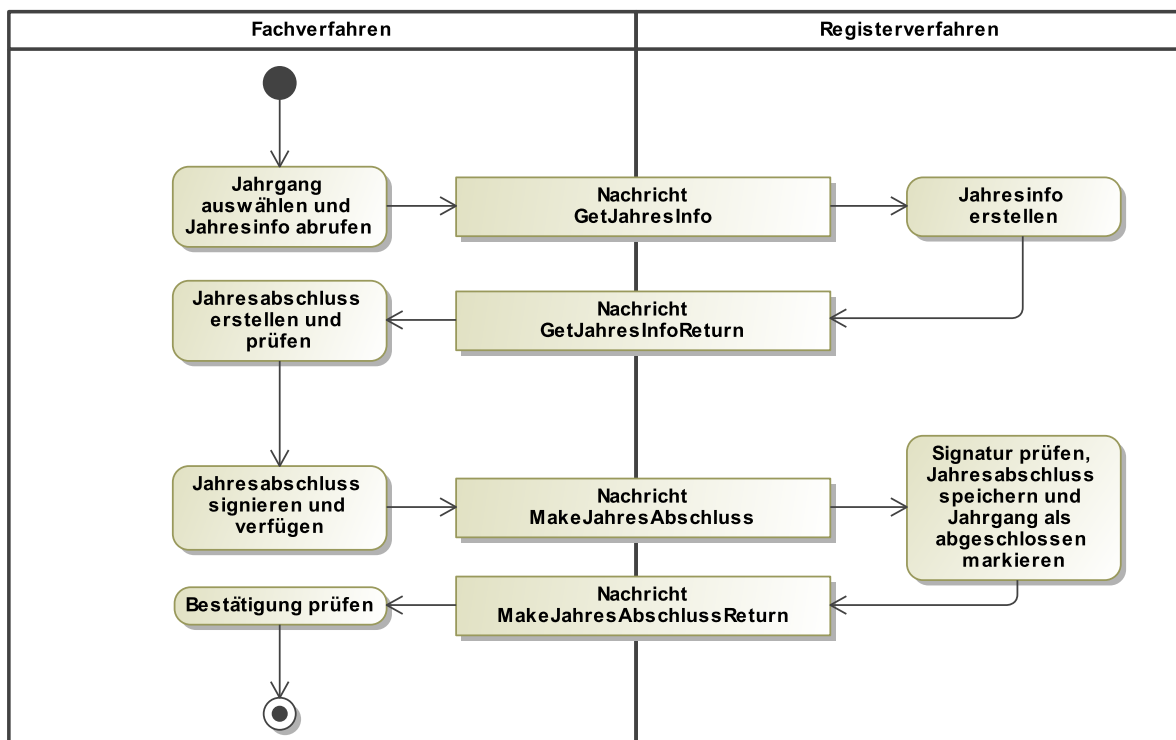 Fachverfahren
Registerverfahren
Jahrgang
auswählen und
Jahresinfo abrufen
Nachricht
GetJahresInfo
Jahresinfo
erstellen
Jahresabschluss
erstellen und
prüfen
Nachricht
GetJahresInfoReturn
Jahresabschluss
signieren und
verfügen
Nachricht
MakeJahresAbschluss
Signatur prüfen,
Jahresabschluss
speichern und
Jahrgang als
abgeschlossen
markieren
Bestätigung prüfen
Nachricht
MakeJahresAbschlussReturn